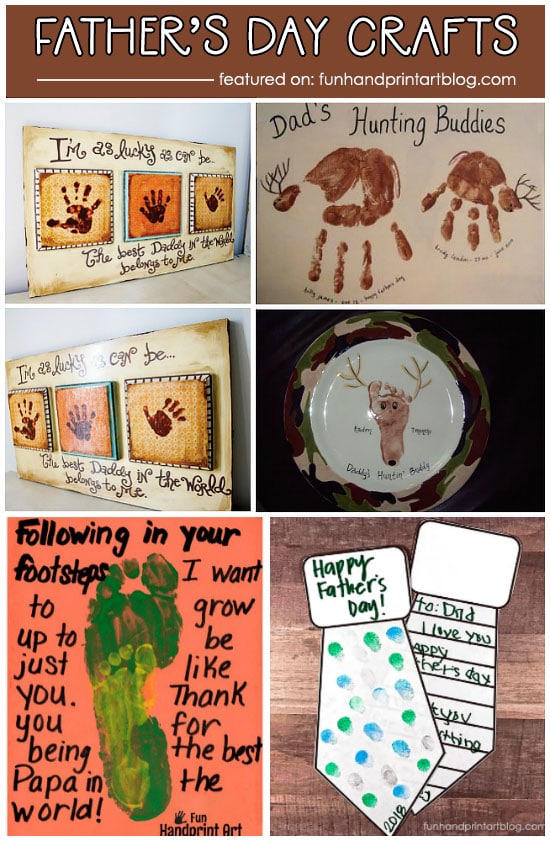 FATHER'S DAY CRAFTS
featured on: funhandprintartblog.com
I'm as lucky as can be...
The best Daddy in the World
belongs to me.
Dad's Hunting Buddies
I'm as lucky as can be...
The best Daddy in the World
belongs to me.
Daddy's Huntin' Buddy
Following in your
footsteps I want
to grow
up to be
just like
you. Thank
you for
being the best
Papa in the
world!
Fun
Handprint Art
Happy
Father's
Day!
2018
to: Dad
I love you
funhandprintartblog.com